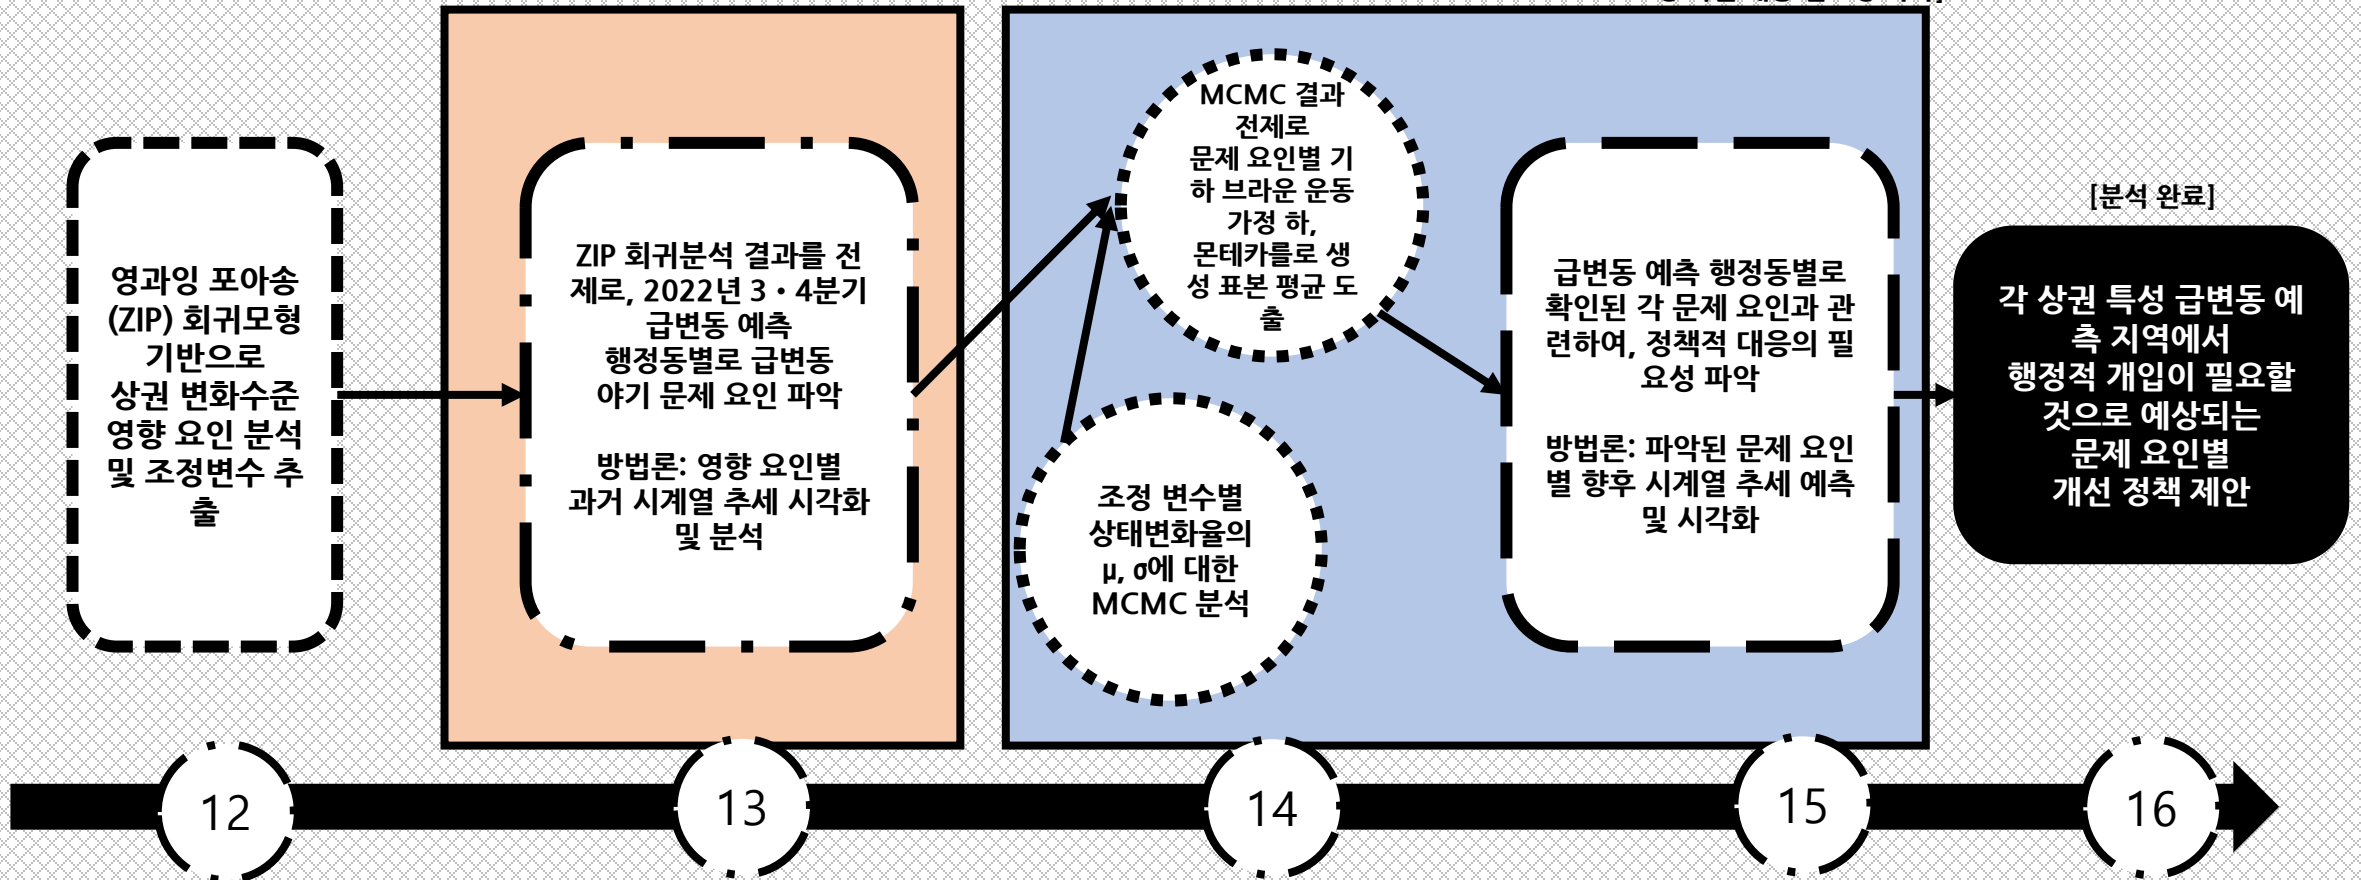 영과잉 포아송
(ZIP) 회귀모형
기반으로
상권 변화수준
영향 요인 분석
및 조정변수 추
출
ZIP 회귀분석 결과를 전
제로, 2022년 3・4분기
급변동 예측
행정동별로 급변동
야기 문제 요인 파악
방법론: 영향 요인별
과거 시계열 추세 시각화
및 분석
MCMC 결과
전제로
문제 요인별 기
하 브라운 운동
가정 하,
몬테카를로 생
성 표본 평균 도
출
조정 변수별
상태변화율의
μ, σ에 대한
MCMC 분석
급변동 예측 행정동별로
확인된 각 문제 요인과 관
련하여, 정책적 대응의 필
요성 파악
방법론: 파악된 문제 요인
별 향후 시계열 추세 예측
및 시각화
[분석 완료]
각 상권 특성 급변동 예
측 지역에서
행정적 개입이 필요할
것으로 예상되는
문제 요인별
개선 정책 제안
12
13
14
15
16